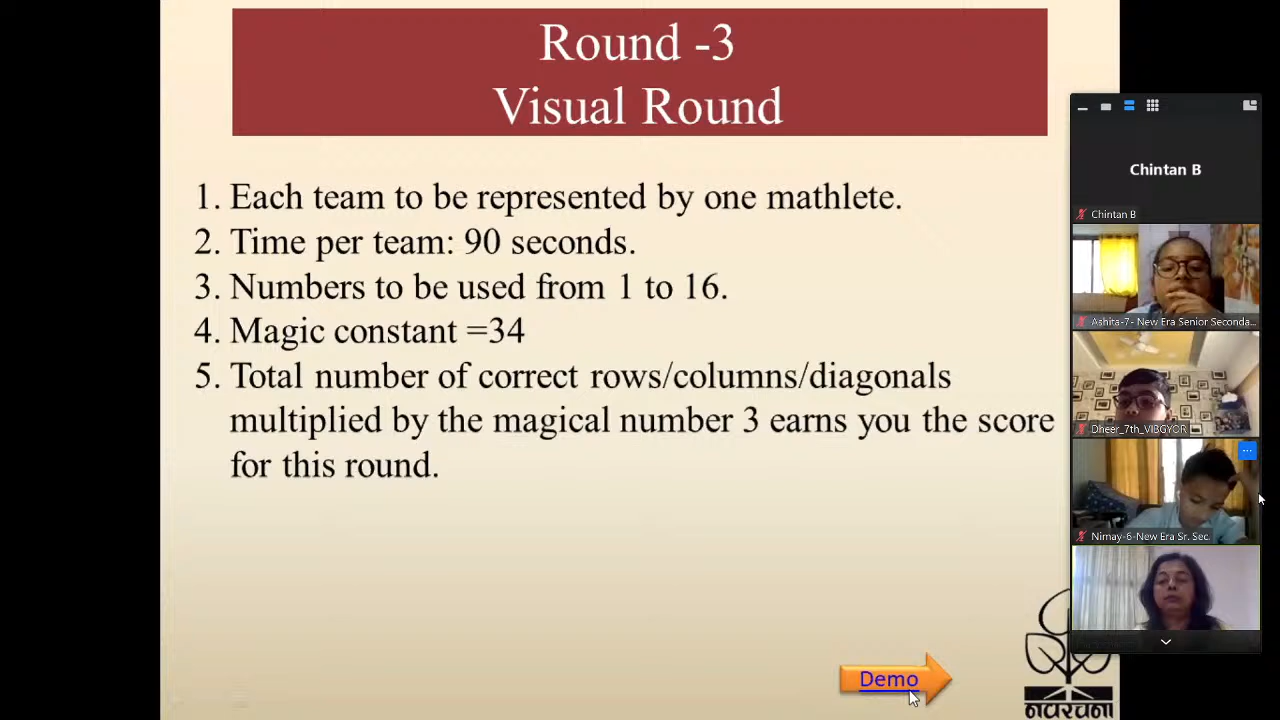 Round -3
Visual Round
1. Each team to be represented by one mathlete.
2. Time per team: 90 seconds.
3. Numbers to be used from 1 to 16.
4. Magic constant =34
5. Total number of correct rows/columns/diagonals
multiplied by the magical number 3 earns you the score
for this round.
Demo
नवरचना
Chintan B
Chintan B
Ashita-7- New Era Senior Seconda...
Dheer_7th_VIBGYOR
Nimay-6-New Era Sr. Sec.